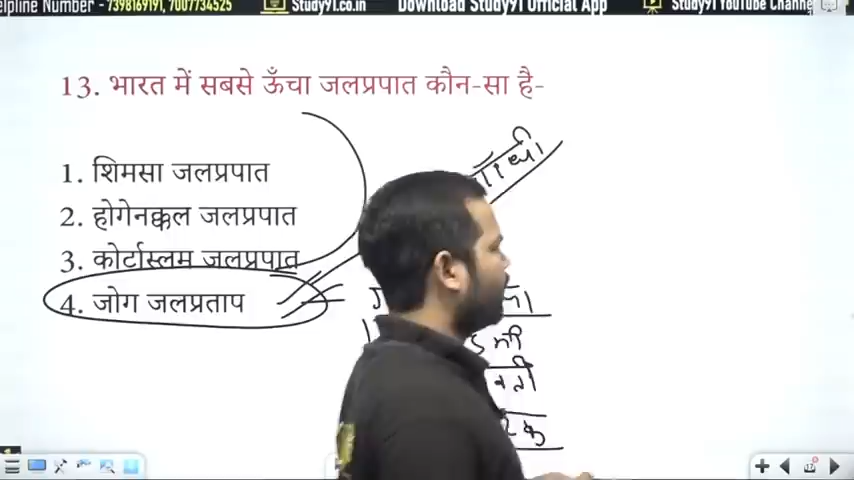 elpline Number - 7398169191, 7007734525 Study91.co.in Download Study91 Official App Study91 YouTube Channe
13. भारत में सबसे ऊँचा जलप्रपात कौन-सा है-
1. शिमसा जलप्रपात
2. होगेनक्कल जलप्रपात
3. कोर्टास्लम जलप्रपात
4. जोग जलप्रताप